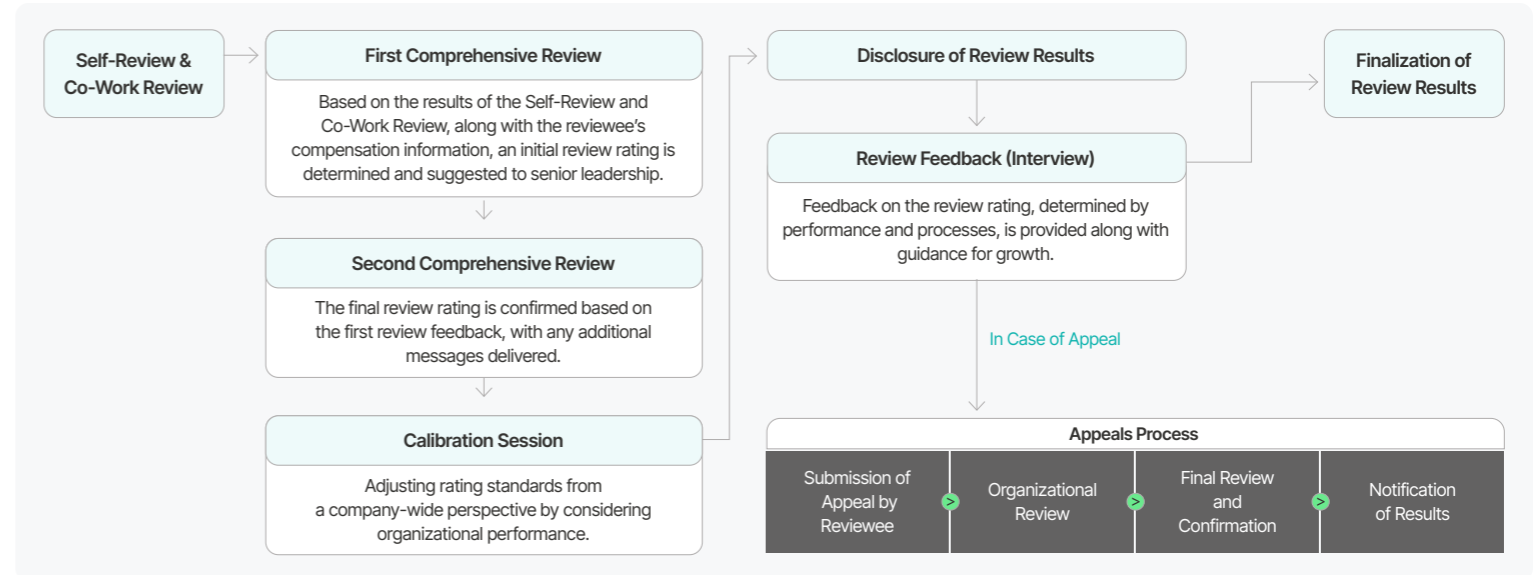 Self-Review &
Co-Work Review
First Comprehensive Review
Based on the results of the Self-Review and
Co-Work Review, along with the reviewee’s
compensation information, an initial review rating is
determined and suggested to senior leadership.
Second Comprehensive Review
The final review rating is confirmed based on
the first review feedback, with any additional
messages delivered.
Calibration Session
Adjusting rating standards from
a company-wide perspective by considering
organizational performance.
Disclosure of Review Results
Review Feedback (Interview)
Feedback on the review rating, determined by
performance and processes, is provided along with
guidance for growth.
Finalization of
Review Results
In Case of Appeal
Appeals Process
Submission of
Appeal by
Reviewee
>
Organizational
Review
>
Final Review
and
Confirmation
>
Notification
of Results